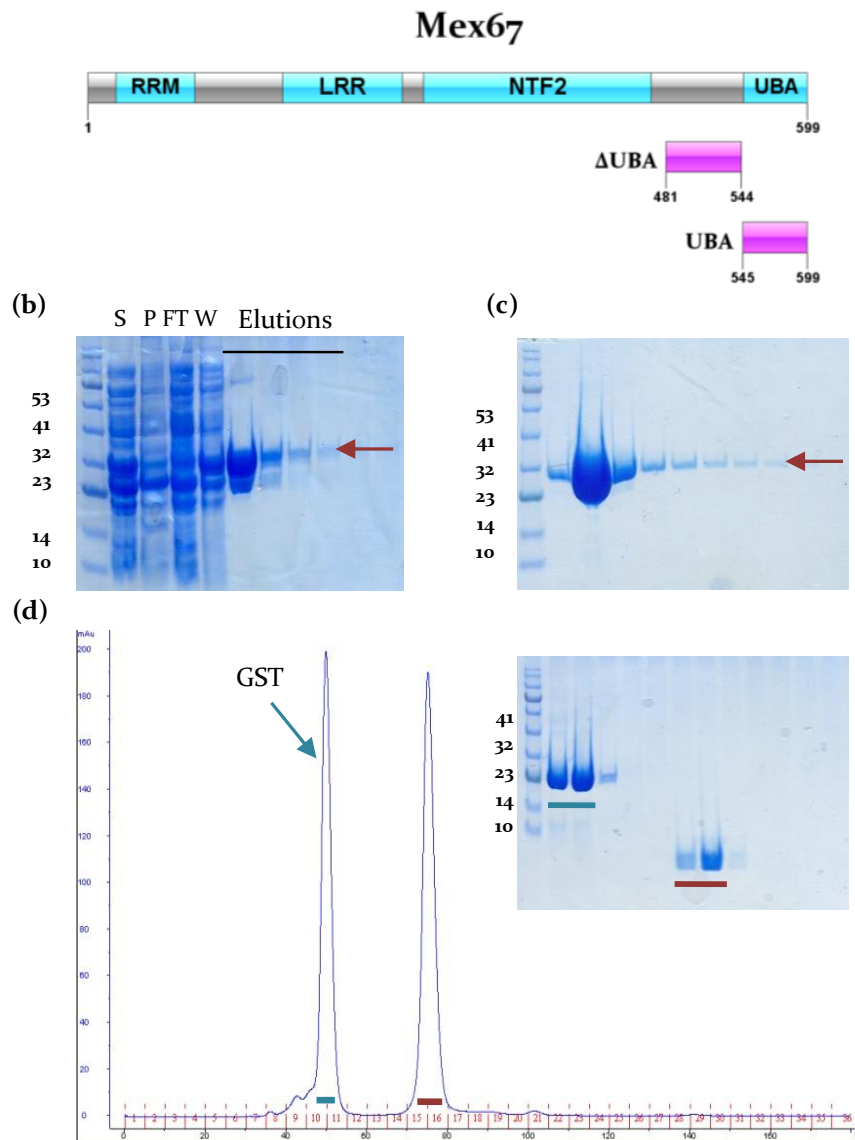 Mex67
RRM LRR NTF2 UBA
1 599
ΔUBA
481 544
UBA
545 599
(b) (c)
S P FT W Elutions
53
41
32
23
14
10
53
41
32
23
14
10
(d)
mAu
200
180
160
140
120
100
80
60
40
20
0
GST
41
32
23
14
10
1 2 3 4 5 6 7 8 9 10 11 12 13 14 15 16 17 18 19 20 21 22 23 24 25 26 27 28 29 30 31 32 33 34 35 36
0 20 40 60 80 100 120 140 160